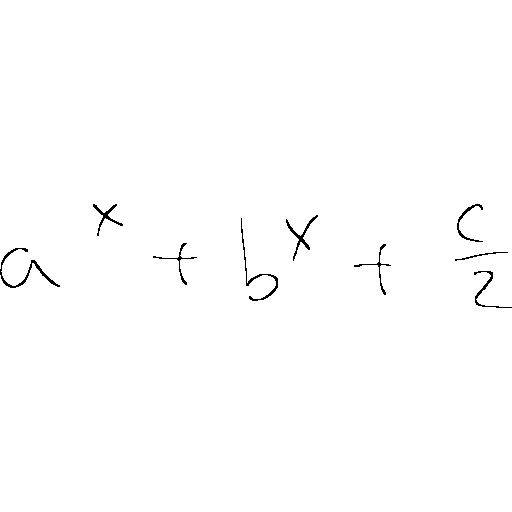 a^x + b^x + c/2